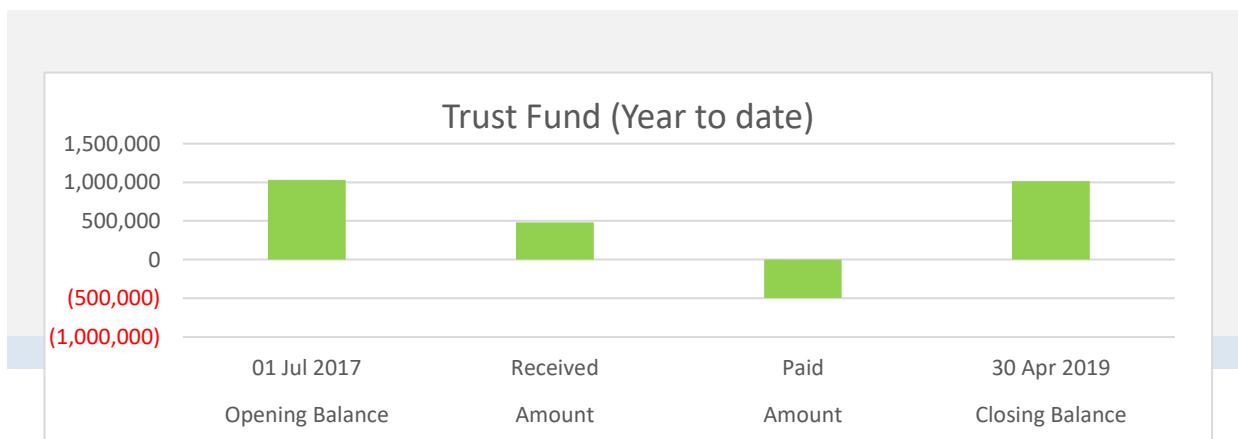 Trust Fund (Year to date)
1,500,000
1,000,000
500,000
0
(500,000)
(1,000,000)
01 Jul 2017 Received Paid 30 Apr 2019
Opening Balance Amount Amount Closing Balance